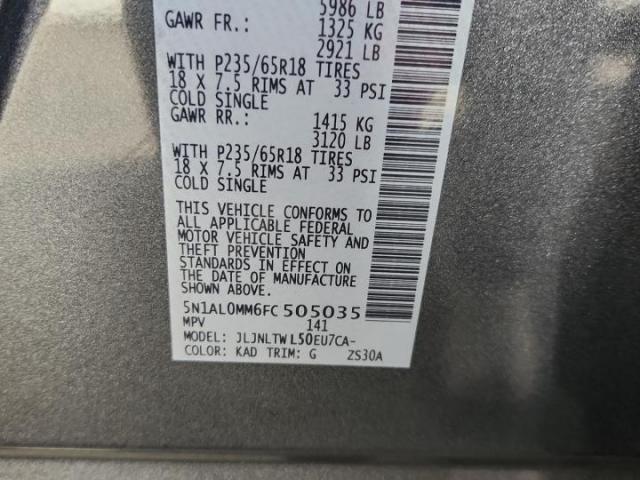 5986 LB
GAWR FR.: 1325 KG
2921 LB
WITH P235/65R18 TIRES
18 X 7.5 RIMS AT 33 PSI
COLD SINGLE
GAWR RR.: 1415 KG
3120 LB
WITH P235/65R18 TIRES
18 X 7.5 RIMS AT 33 PSI
COLD SINGLE
THIS VEHICLE CONFORMS TO
ALL APPLICABLE FEDERAL
MOTOR VEHICLE SAFETY AND
THEFT PREVENTION
STANDARDS IN EFFECT ON
THE DATE OF MANUFACTURE
SHOWN ABOVE.
5N1AL0MM6FC505035
MPV 141
MODEL: JLJNLTWL50EU7CA-
COLOR: KAD TRIM: G ZS30A